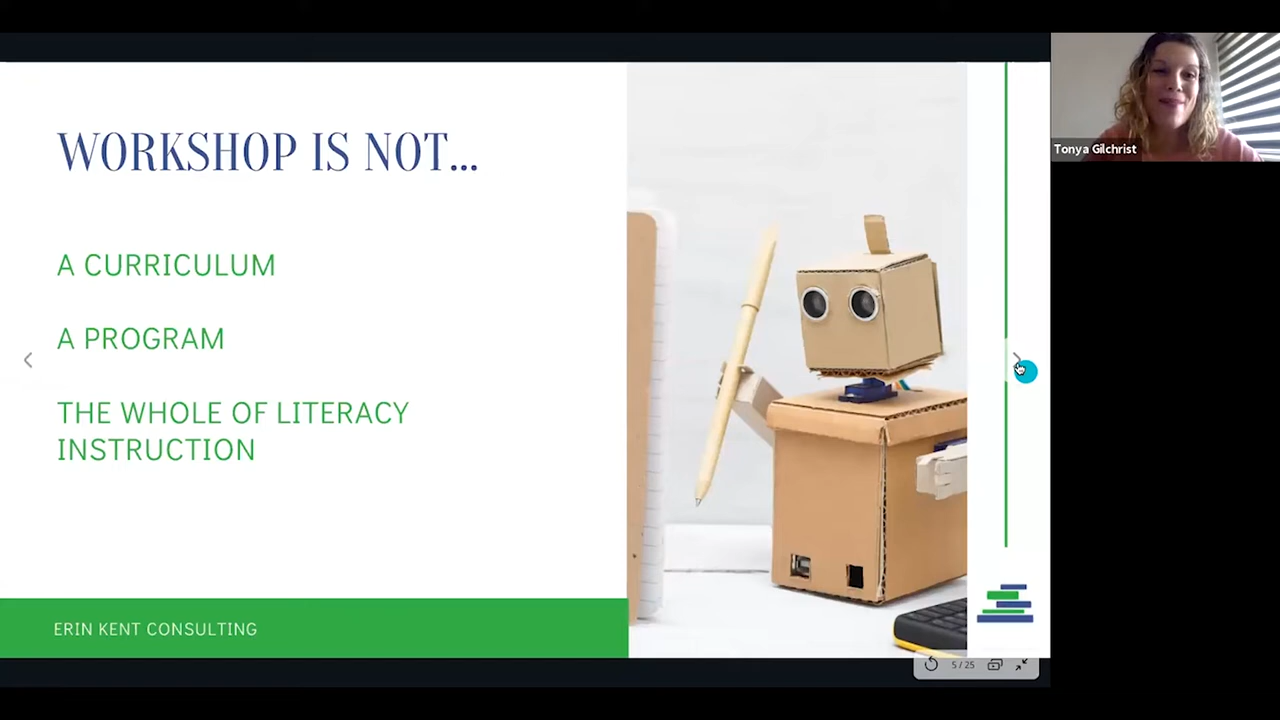 WORKSHOP IS NOT...
A CURRICULUM
A PROGRAM
THE WHOLE OF LITERACY
INSTRUCTION
ERIN KENT CONSULTING
5 / 25
Tonya Gilchrist